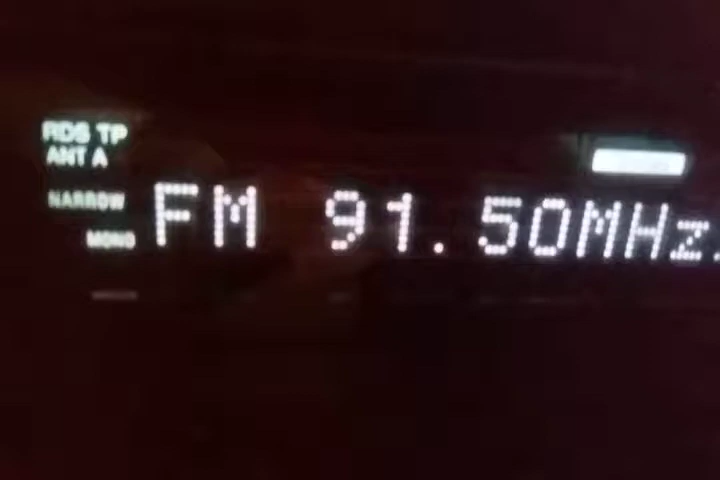 RDS TP
ANT A
NARROW
MONO
FM 91.50MHz